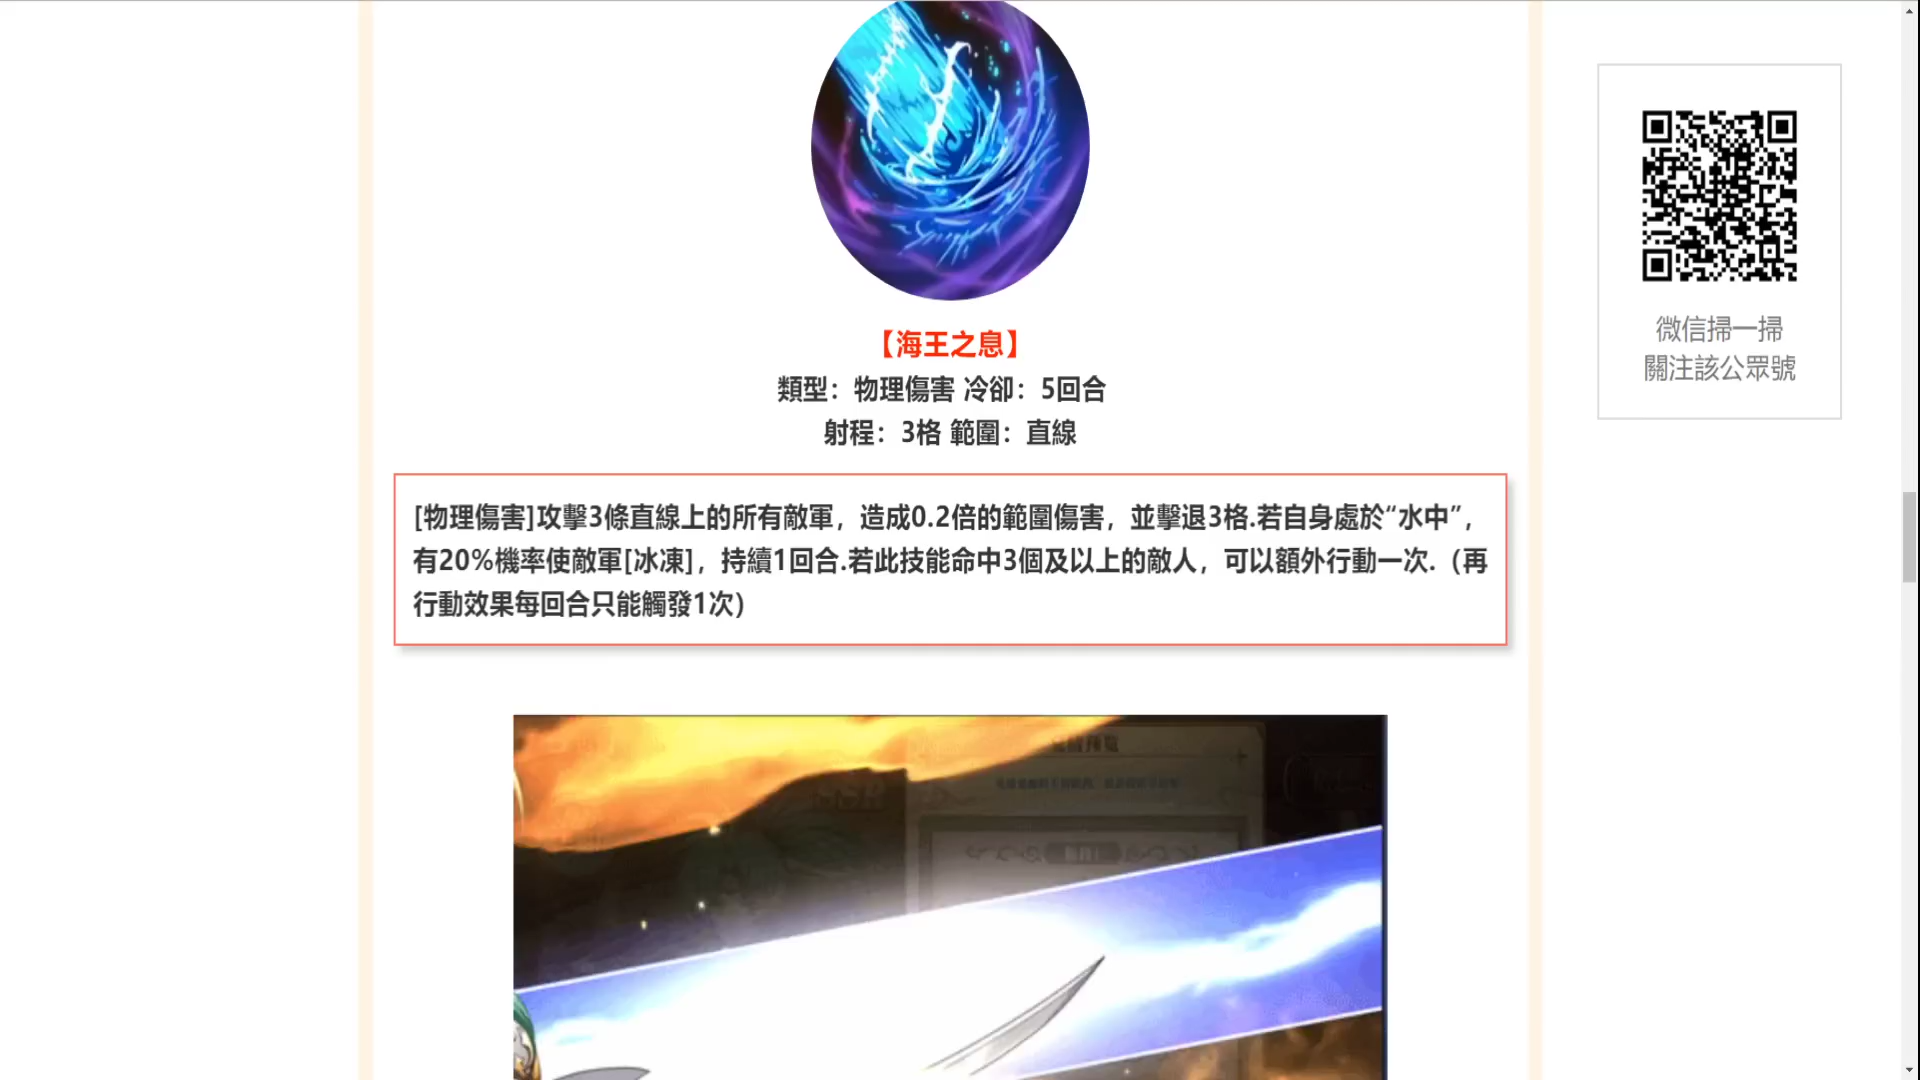 【海王之息】
類型：物理傷害 冷卻：5回合
射程：3格 範圍：直線
[物理傷害]攻擊3條直線上的所有敵軍，造成0.2倍的範圍傷害，並擊退3格.若自身處於“水中”，
有20%機率使敵軍[冰凍]，持續1回合.若此技能命中3個及以上的敵人，可以額外行動一次.（再
行動效果每回合只能觸發1次）
微信掃一掃
關注該公眾號